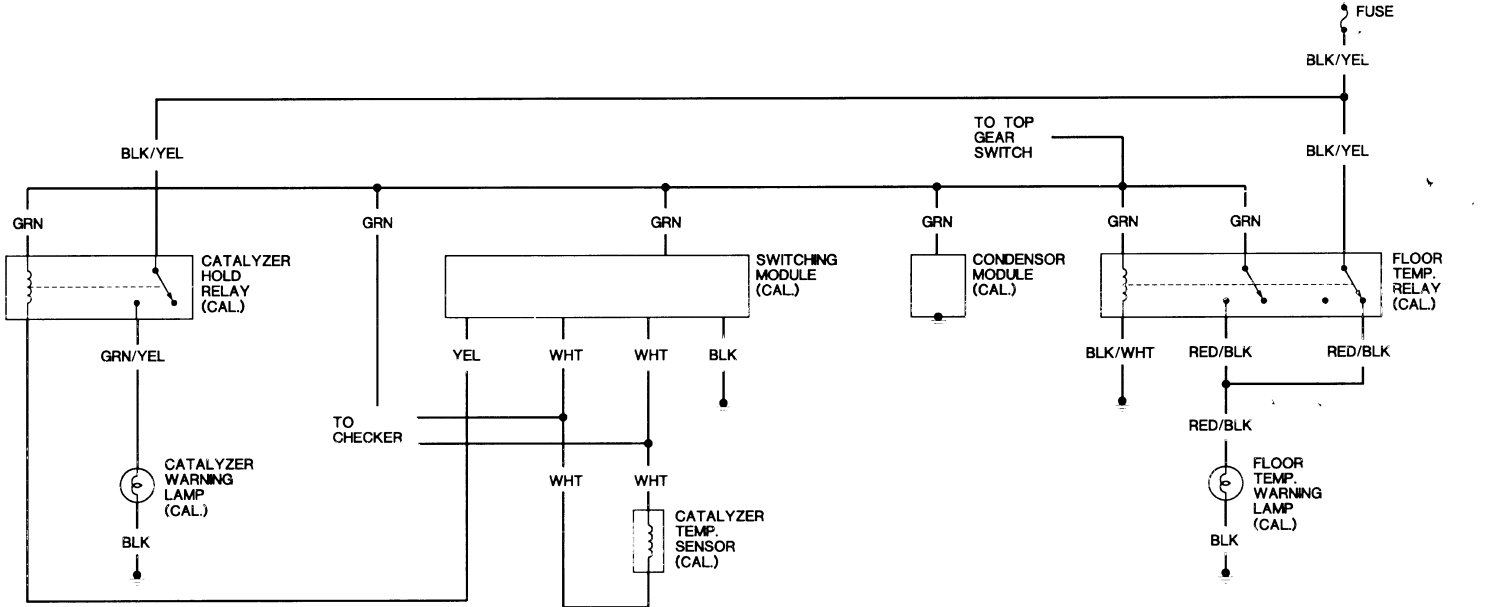 FUSE
BLK/YEL
TO TOP
GEAR
SWITCH
BLK/YEL
BLK/YEL
GRN
GRN
GRN
GRN
GRN
GRN
CATALYZER
HOLD
RELAY
(CAL.)
SWITCHING
MODULE
(CAL.)
CONDENSOR
MODULE
(CAL.)
FLOOR
TEMP.
RELAY
(CAL.)
GRN/YEL
YEL
WHT
WHT
BLK
BLK/WHT
RED/BLK
RED/BLK
TO
CHECKER
RED/BLK
CATALYZER
WARNING
LAMP
(CAL.)
WHT
WHT
FLOOR
TEMP.
WARNING
LAMP
(CAL.)
BLK
CATALYZER
TEMP.
SENSOR
(CAL.)
BLK